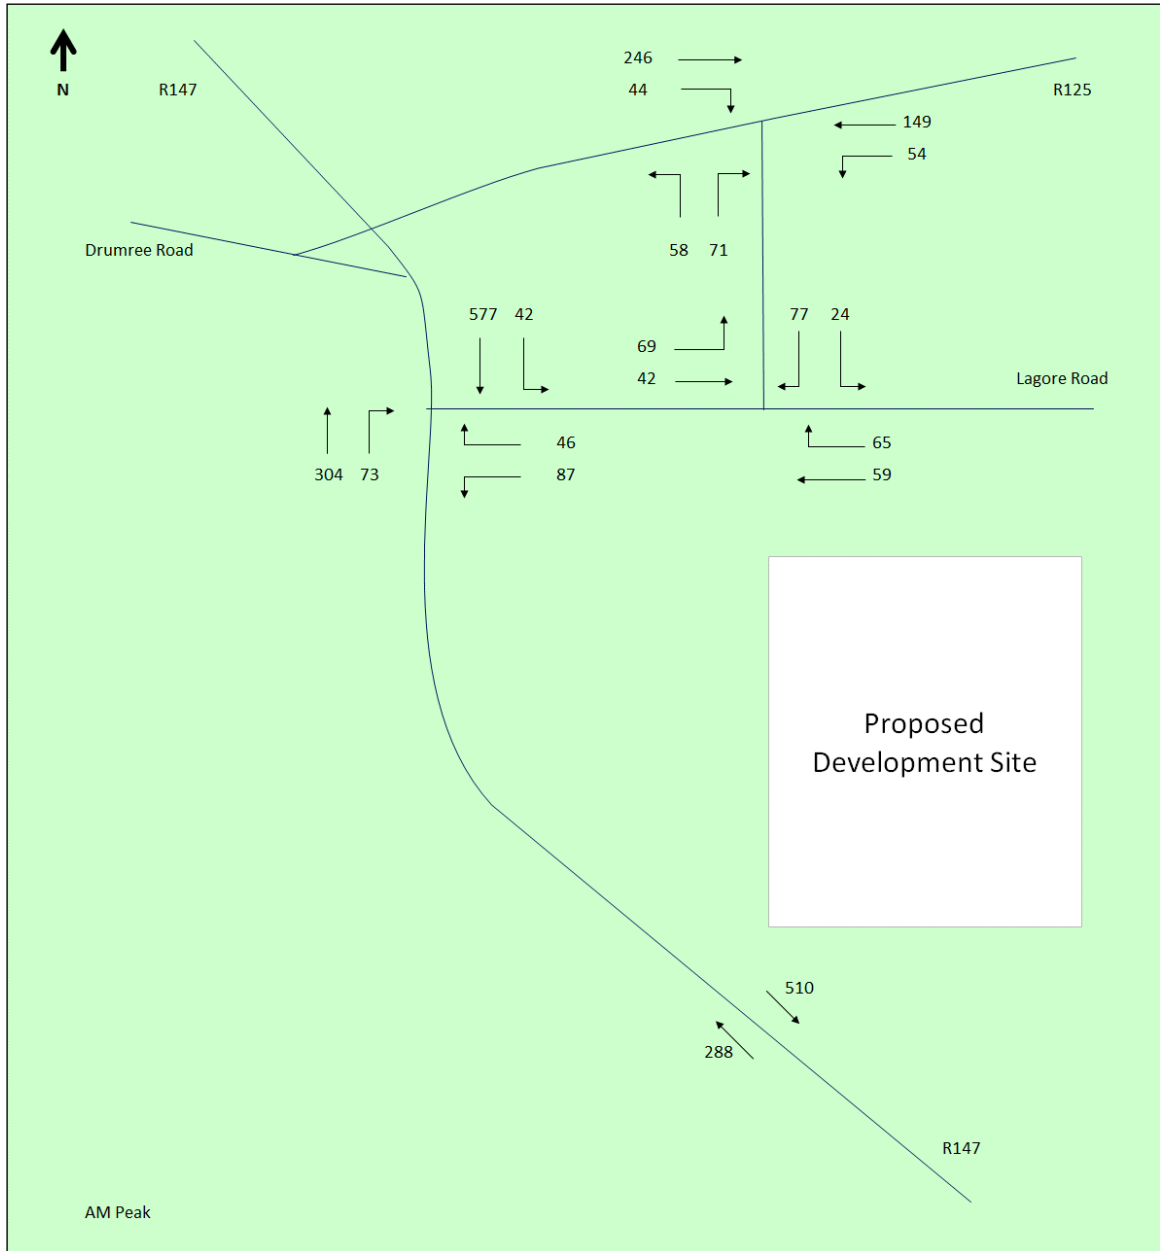 246
R147
N
44
R125
149
54
Drumree Road
58 71
577 42
77 24
69
42
Lagore Road
46
65
304 73
87
59
Proposed
Development Site
510
288
R147
AM Peak